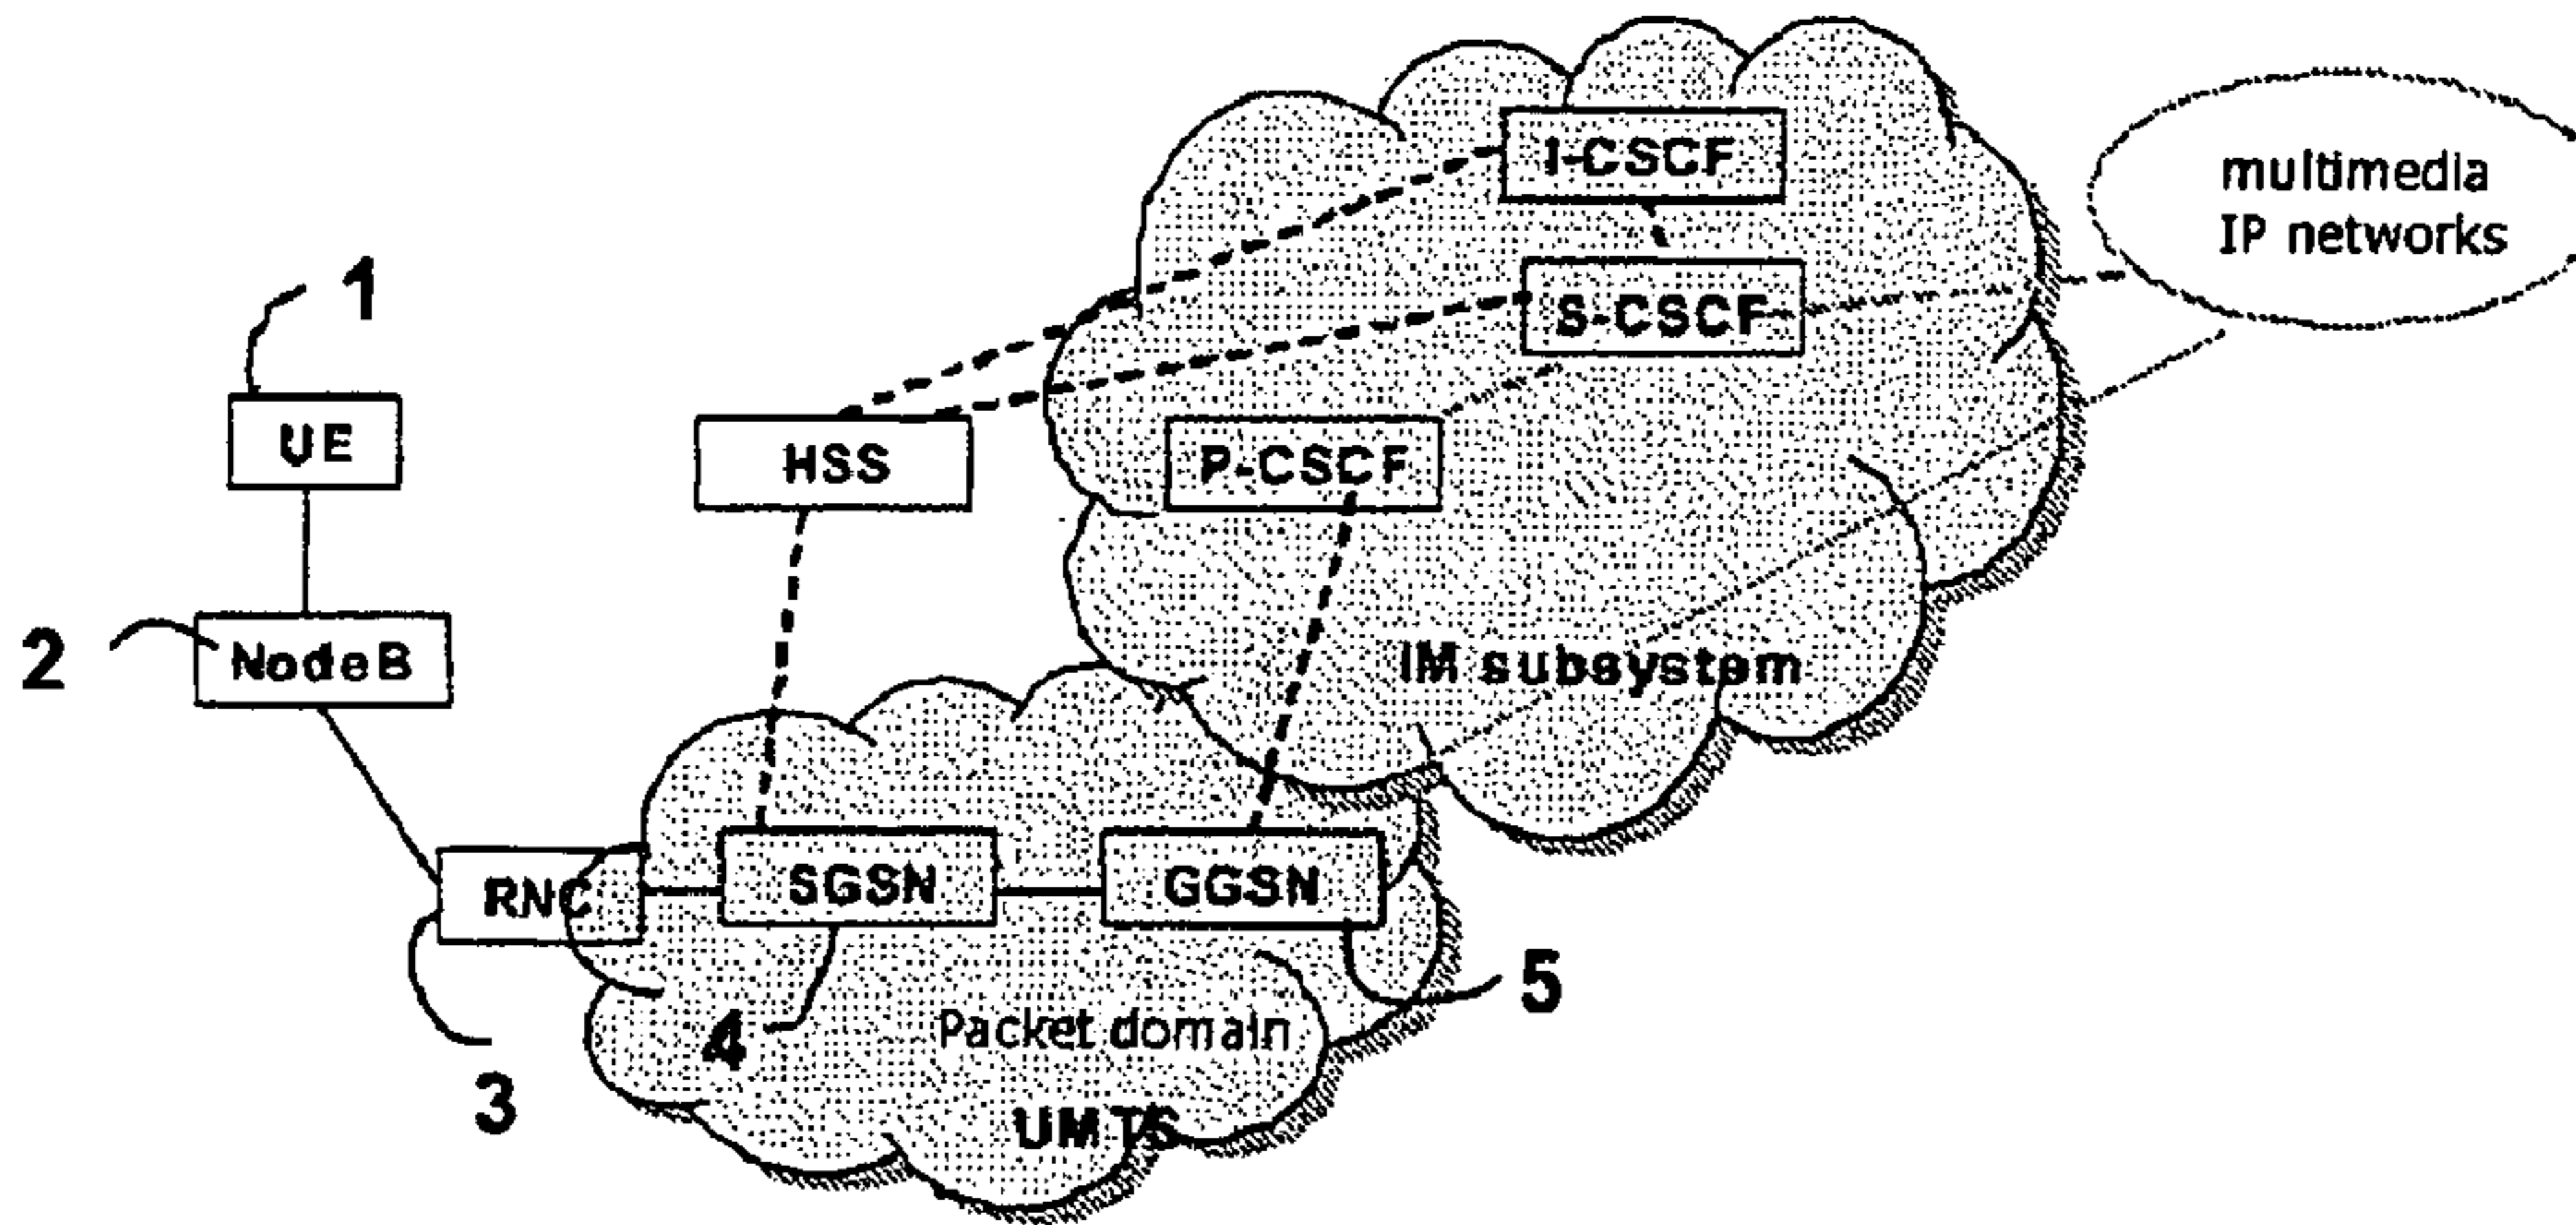 I-CSCF
multimedia
IP networks
1
S-CSCF
UE
HSS
P-CSCF
2
NodeB
IM subsystem
RNC
SGSN
GGSN
5
4
Packet domain
3
UMTS